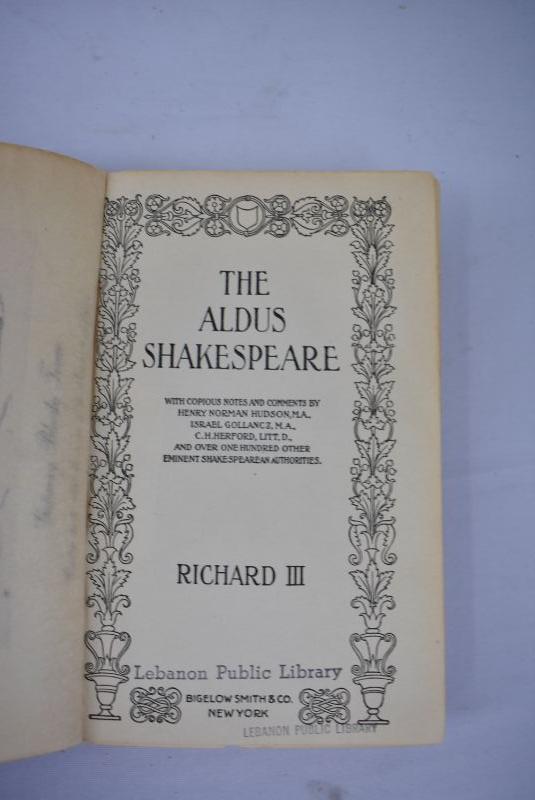 THE
ALDUS
SHAKESPEARE
WITH COPIOUS NOTES AND COMMENTS BY
HENRY NORMAN HUDSON, M.A.,
ISRAEL GOLLANCZ, M.A.,
C.H. HERFORD, LITT.D.,
AND OVER ONE HUNDRED OTHER
EMINENT SHAKESPEAREAN AUTHORITIES.
RICHARD III
Lebanon Public Library
BIGELOW SMITH & CO.
NEW YORK
LEBANON PUBLIC LIBRARY